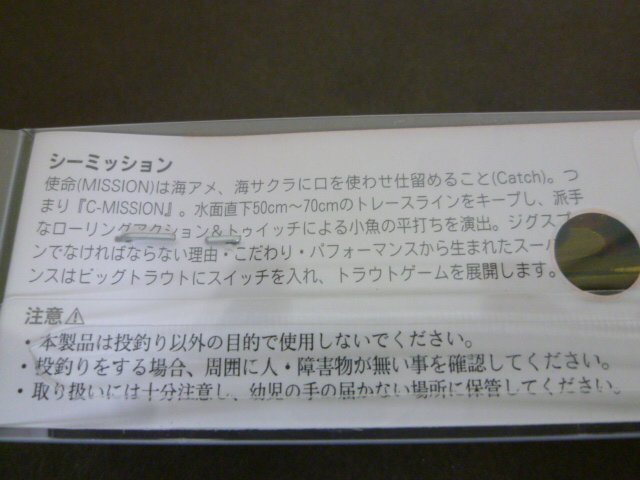 シーミッション
使命(MISSION)は海アメ、海サクラに口を使わせ仕留めること(Catch)。つ
まり『C-MISSION』。水面直下50cm〜70cmのトレースラインをキープし、派手
なローリングアクション&トゥイッチによる小魚の平打ちを演出。ジグスプ
ンでなければならない理由・こだわり・パフォーマンスから生まれたスーパ
ンスはビッグトラウトにスイッチを入れ、トラウトゲームを展開します。
注意⚠
・本製品は投釣り以外の目的で使用しないでください。
・投釣りをする場合、周囲に人・障害物が無い事を確認してください。
・取り扱いには十分注意し、幼児の手の届かない場所に保管してください。